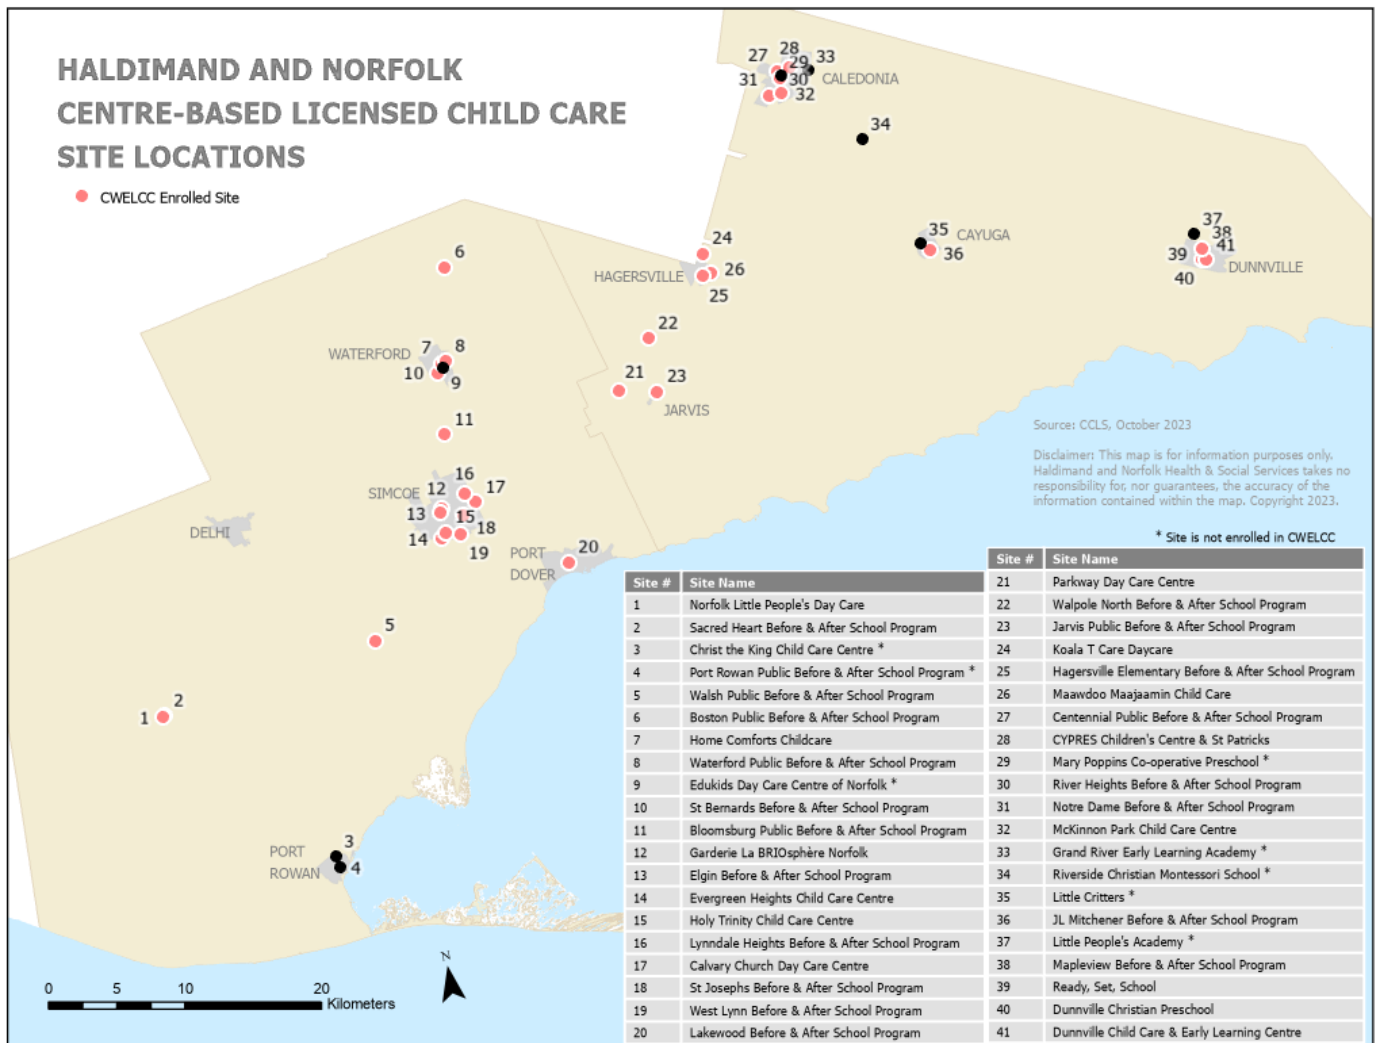 HALDIMAND AND NORFOLK
CENTRE-BASED LICENSED CHILD CARE
SITE LOCATIONS
CWELCC Enrolled Site
28
27
29
33
31
30
CALEDONIA
32
34
37
38
35
CAYUGA
36
41
39
DUNNVILLE
40
24
HAGERSVILLE
26
25
6
22
7
8
WATERFORD
10
9
21
23
JARVIS
11
16
SIMCOE
12
17
13
15
18
14
19
DELHI
PORT
DOVER
20
5
2
1
3
PORT
ROWAN
4
N
0 5 10 20
Kilometers
Source: CCLS, October 2023
Disclaimer: This map is for information purposes only.
Haldimand and Norfolk Health & Social Services takes no
responsibility for, nor guarantees, the accuracy of the
information contained within the map. Copyright 2023.
* Site is not enrolled in CWELCC
Site # Site Name
1 Norfolk Little People's Day Care
2 Sacred Heart Before & After School Program
3 Christ the King Child Care Centre *
4 Port Rowan Public Before & After School Program *
5 Walsh Public Before & After School Program
6 Boston Public Before & After School Program
7 Home Comforts Childcare
8 Waterford Public Before & After School Program
9 Edukids Day Care Centre of Norfolk *
10 St Bernards Before & After School Program
11 Bloomsburg Public Before & After School Program
12 Garderie La BRIOsphère Norfolk
13 Elgin Before & After School Program
14 Evergreen Heights Child Care Centre
15 Holy Trinity Child Care Centre
16 Lynndale Heights Before & After School Program
17 Calvary Church Day Care Centre
18 St Josephs Before & After School Program
19 West Lynn Before & After School Program
20 Lakewood Before & After School Program
Site # Site Name
21 Parkway Day Care Centre
22 Walpole North Before & After School Program
23 Jarvis Public Before & After School Program
24 Koala T Care Daycare
25 Hagersville Elementary Before & After School Program
26 Maawdoo Maajaamin Child Care
27 Centennial Public Before & After School Program
28 CYPRES Children's Centre & St Patricks
29 Mary Poppins Co-operative Preschool *
30 River Heights Before & After School Program
31 Notre Dame Before & After School Program
32 McKinnon Park Child Care Centre
33 Grand River Early Learning Academy *
34 Riverside Christian Montessori School *
35 Little Critters *
36 JL Mitchener Before & After School Program
37 Little People's Academy *
38 Mapleview Before & After School Program
39 Ready, Set, School
40 Dunnville Christian Preschool
41 Dunnville Child Care & Early Learning Centre